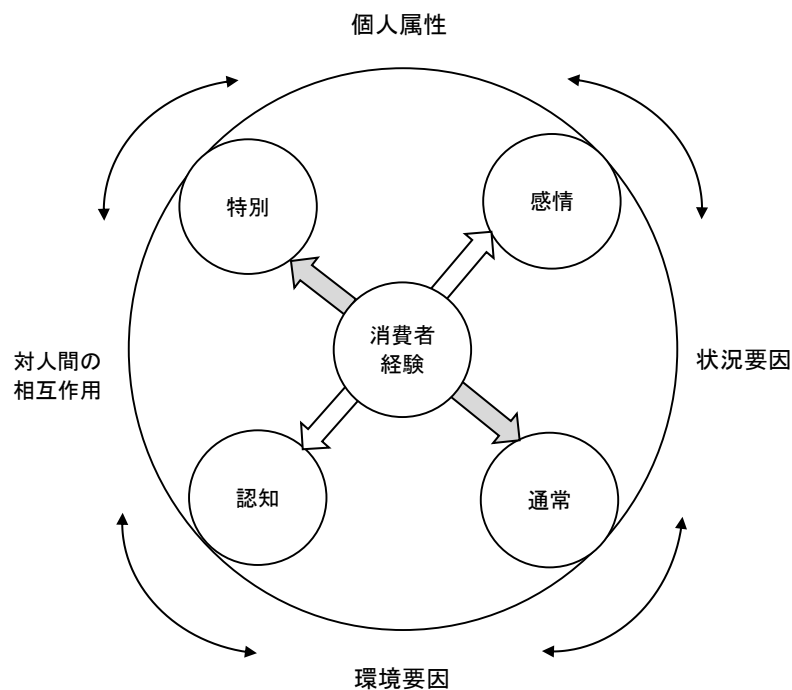 個人属性
特別
感情
消費者
経験
対人間の
相互作用
状況要因
認知
通常
環境要因